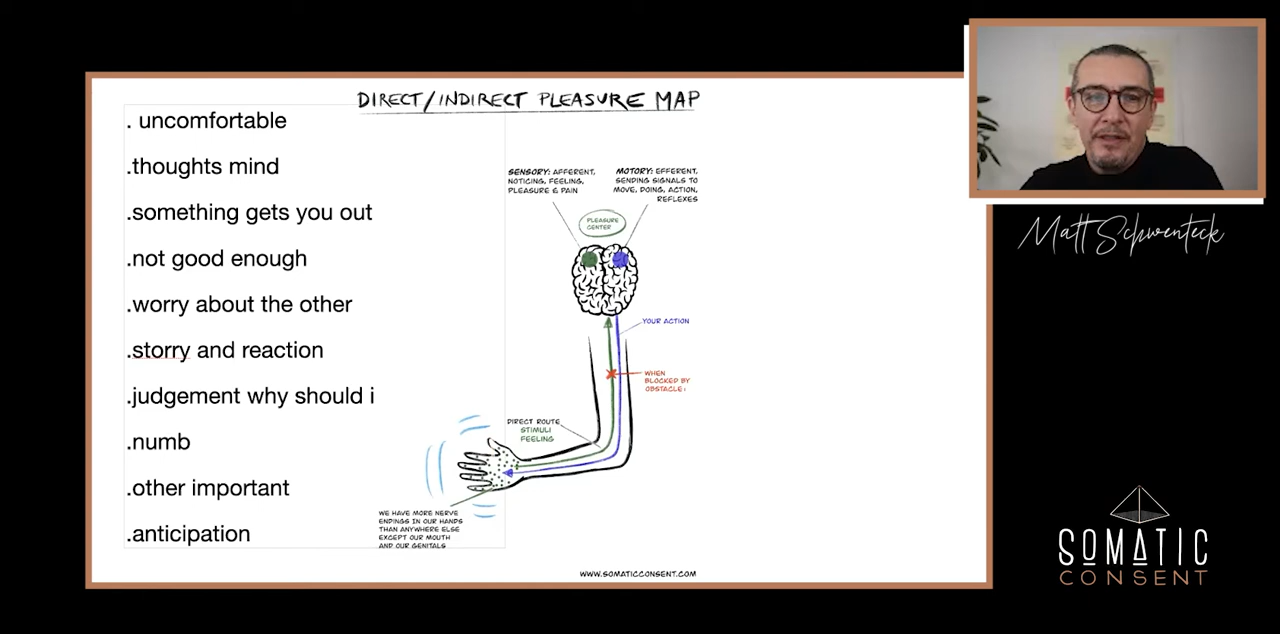 DIRECT/INDIRECT PLEASURE MAP
. uncomfortable
.thoughts mind
.something gets you out
.not good enough
.worry about the other
.storry and reaction
.judgement why should i
.numb
.other important
.anticipation
SENSORY: AFFERENT,
NOTICING, FEELING,
PLEASURE & PAIN
MOTORY: EFFERENT,
SENDING SIGNALS TO
MOVE, DOING, ACTION,
REFLEXES
PLEASURE
CENTER
YOUR ACTION
WHEN
BLOCKED BY
OBSTACLE:
DIRECT ROUTE
STIMULI
FEELING
WE HAVE MORE NERVE
ENDINGS IN OUR HANDS
THAN ANYWHERE ELSE
EXCEPT OUR MOUTH
AND OUR GENITALS
WWW.SOMATICCONSENT.COM
Matt Schwenteck
SOMATIC
CONSENT